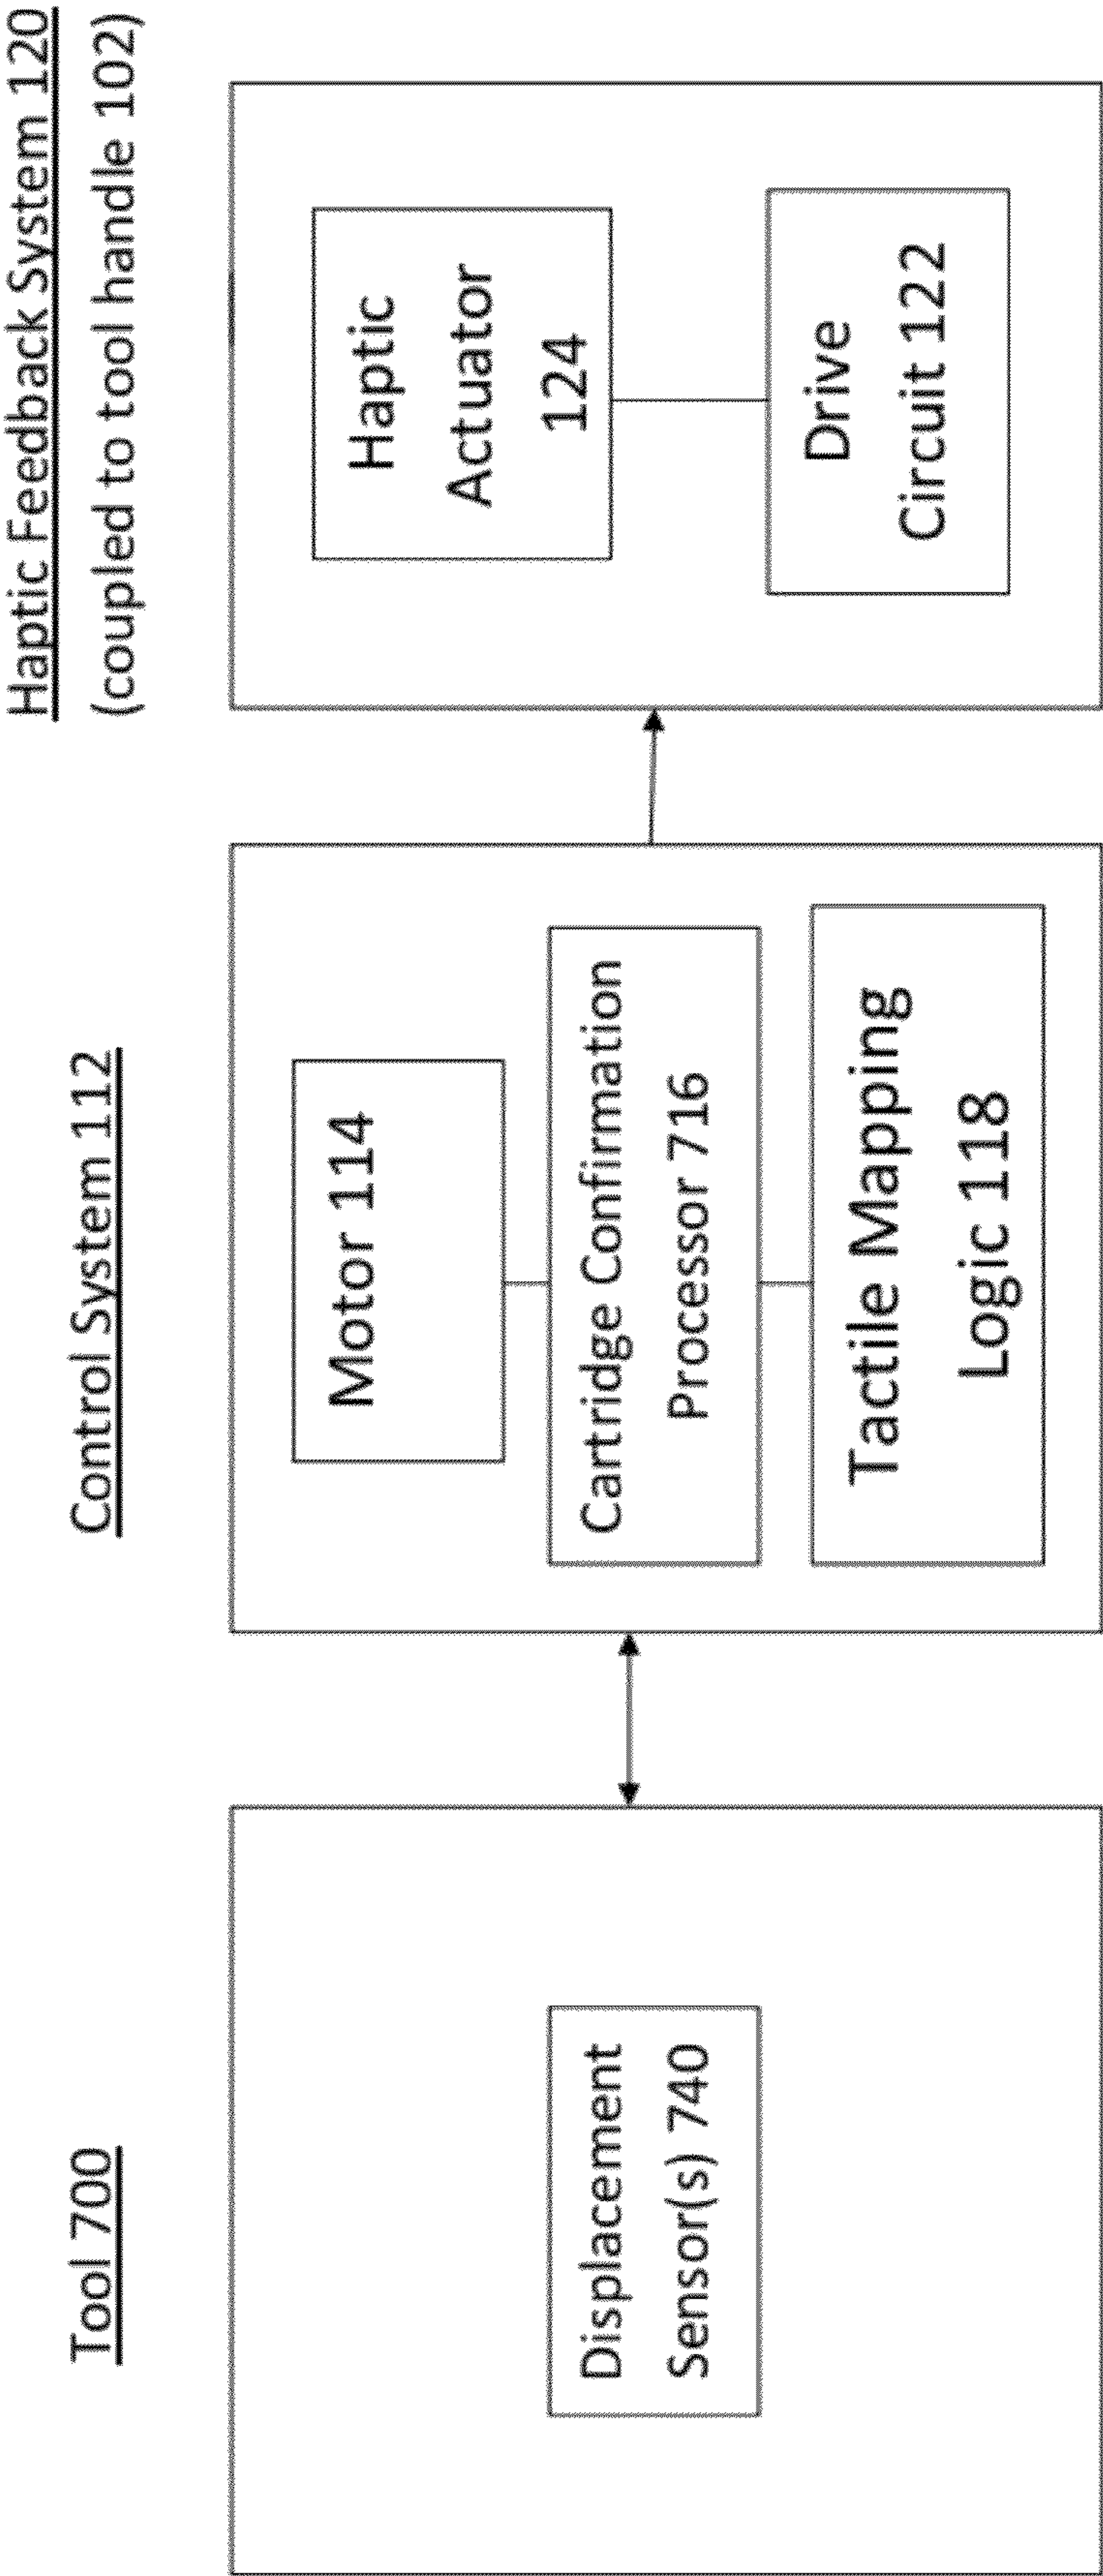 Tool 700
Displacement
Sensor(s) 740
Control System 112
Motor 114
Cartridge Confirmation
Processor 716
Tactile Mapping
Logic 118
Haptic Feedback System 120
(coupled to tool handle 102)
Haptic
Actuator
124
Drive
Circuit 122